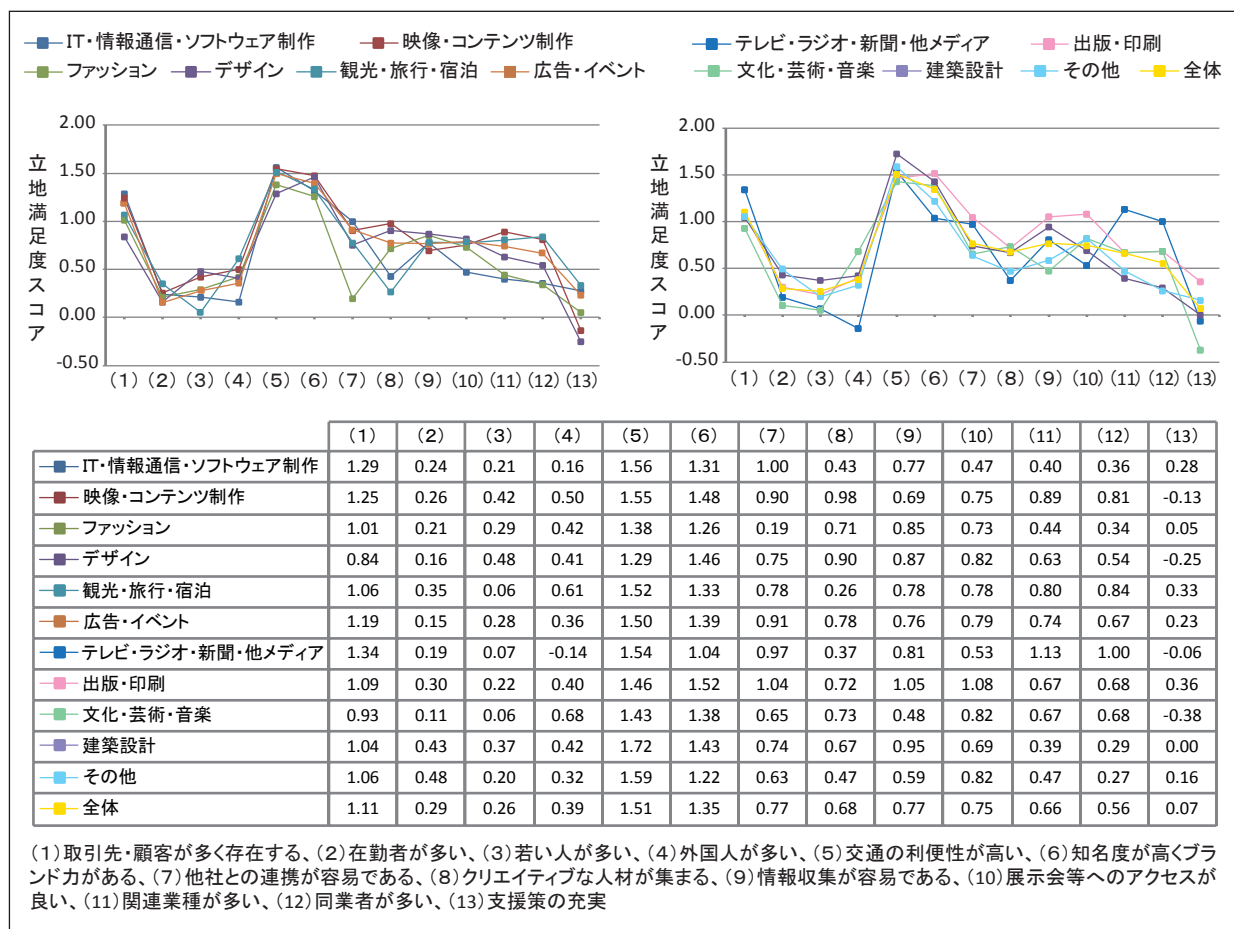 IT・情報通信・ソフトウェア制作 映像・コンテンツ制作
ファッション デザイン 観光・旅行・宿泊 広告・イベント
テレビ・ラジオ・新聞・他メディア 出版・印刷
文化・芸術・音楽 建築設計 その他 全体
立地満足度スコア
2.00
1.50
1.00
0.50
0.00
-0.50
(1) (2) (3) (4) (5) (6) (7) (8) (9) (10) (11) (12) (13)
立地満足度スコア
2.00
1.50
1.00
0.50
0.00
-0.50
(1) (2) (3) (4) (5) (6) (7) (8) (9) (10) (11) (12) (13)
(1) (2) (3) (4) (5) (6) (7) (8) (9) (10) (11) (12) (13)
IT・情報通信・ソフトウェア制作 1.29 0.24 0.21 0.16 1.56 1.31 1.00 0.43 0.77 0.47 0.40 0.36 0.28
映像・コンテンツ制作 1.25 0.26 0.42 0.50 1.55 1.48 0.90 0.98 0.69 0.75 0.89 0.81 -0.13
ファッション 1.01 0.21 0.29 0.42 1.38 1.26 0.19 0.71 0.85 0.73 0.44 0.34 0.05
デザイン 0.84 0.16 0.48 0.41 1.29 1.46 0.75 0.90 0.87 0.82 0.63 0.54 -0.25
観光・旅行・宿泊 1.06 0.35 0.06 0.61 1.52 1.33 0.78 0.26 0.78 0.78 0.80 0.84 0.33
広告・イベント 1.19 0.15 0.28 0.36 1.50 1.39 0.91 0.78 0.76 0.79 0.74 0.67 0.23
テレビ・ラジオ・新聞・他メディア 1.34 0.19 0.07 -0.14 1.54 1.04 0.97 0.37 0.81 0.53 1.13 1.00 -0.06
出版・印刷 1.09 0.30 0.22 0.40 1.46 1.52 1.04 0.72 1.05 1.08 0.67 0.68 0.36
文化・芸術・音楽 0.93 0.11 0.06 0.68 1.43 1.38 0.65 0.73 0.48 0.82 0.67 0.68 -0.38
建築設計 1.04 0.43 0.37 0.42 1.72 1.43 0.74 0.67 0.95 0.69 0.39 0.29 0.00
その他 1.06 0.48 0.20 0.32 1.59 1.22 0.63 0.47 0.59 0.82 0.47 0.27 0.16
全体 1.11 0.29 0.26 0.39 1.51 1.35 0.77 0.68 0.77 0.75 0.66 0.56 0.07
(1)取引先・顧客が多く存在する、(2)在勤者が多い、(3)若い人が多い、(4)外国人が多い、(5)交通の利便性が高い、(6)知名度が高くブラ
ンド力がある、(7)他社との連携が容易である、(8)クリエイティブな人材が集まる、(9)情報収集が容易である、(10)展示会等へのアクセスが
良い、(11)関連業種が多い、(12)同業者が多い、(13)支援策の充実